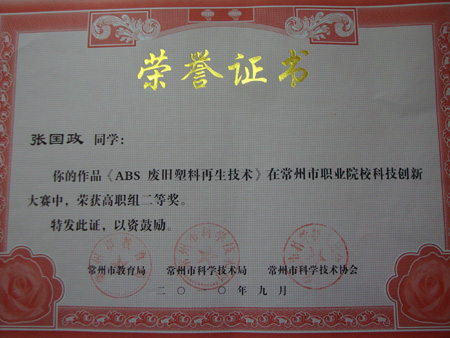 荣誉证书
张国政 同学：
你的作品《ABS 废旧塑料再生技术》在常州市职业院校科技创新
大赛中，荣获高职组二等奖。
特发此证，以资鼓励。
常州市教育局 常州市科学技术局 常州市科学技术协会
二〇一〇年九月